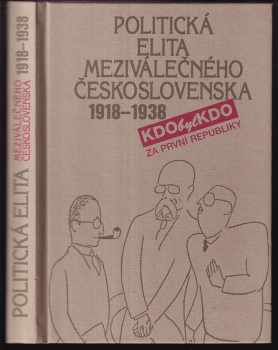 POLITICKÁ ELITA MEZIVÁLEČNÉHO ČESKOSLOVENSKA 1918–1938
POLITICKÁ
ELITA
MEZIVÁLEČNÉHO
ČESKOSLOVENSKA
1918–1938
KDO byl KDO
ZA PRVNÍ REPUBLIKY